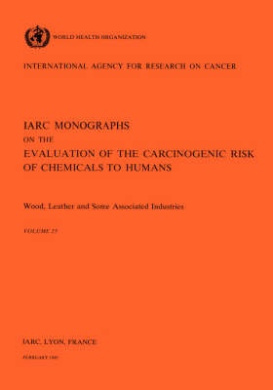 WORLD HEALTH ORGANIZATION
INTERNATIONAL AGENCY FOR RESEARCH ON CANCER
IARC MONOGRAPHS
ON THE
EVALUATION OF THE CARCINOGENIC RISK
OF CHEMICALS TO HUMANS
Wood, Leather and Some Associated Industries
VOLUME 25
IARC, LYON, FRANCE
FEBRUARY